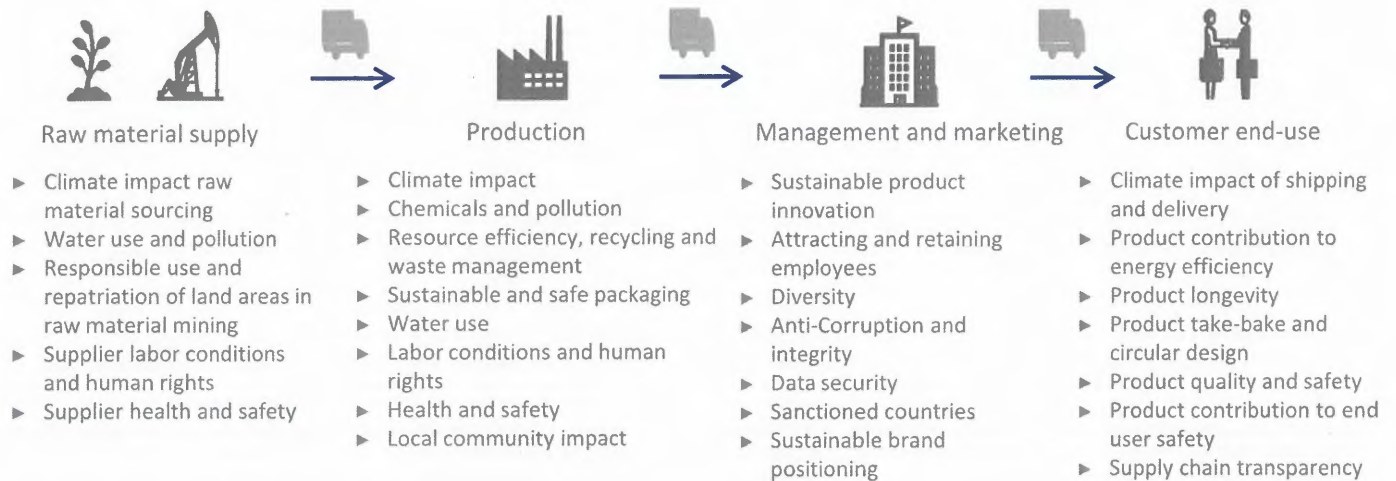 Raw material supply
► Climate impact raw
material sourcing
► Water use and pollution
► Responsible use and
repatriation of land areas in
raw material mining
► Supplier labor conditions
and human rights
► Supplier health and safety
Production
► Climate impact
► Chemicals and pollution
► Resource efficiency, recycling and
waste management
► Sustainable and safe packaging
► Water use
► Labor conditions and human
rights
► Health and safety
► Local community impact
Management and marketing
► Sustainable product
innovation
► Attracting and retaining
employees
► Diversity
► Anti-Corruption and
integrity
► Data security
► Sanctioned countries
► Sustainable brand
positioning
Customer end-use
► Climate impact of shipping
and delivery
► Product contribution to
energy efficiency
► Product longevity
► Product take-bake and
circular design
► Product quality and safety
► Product contribution to end
user safety
► Supply chain transparency